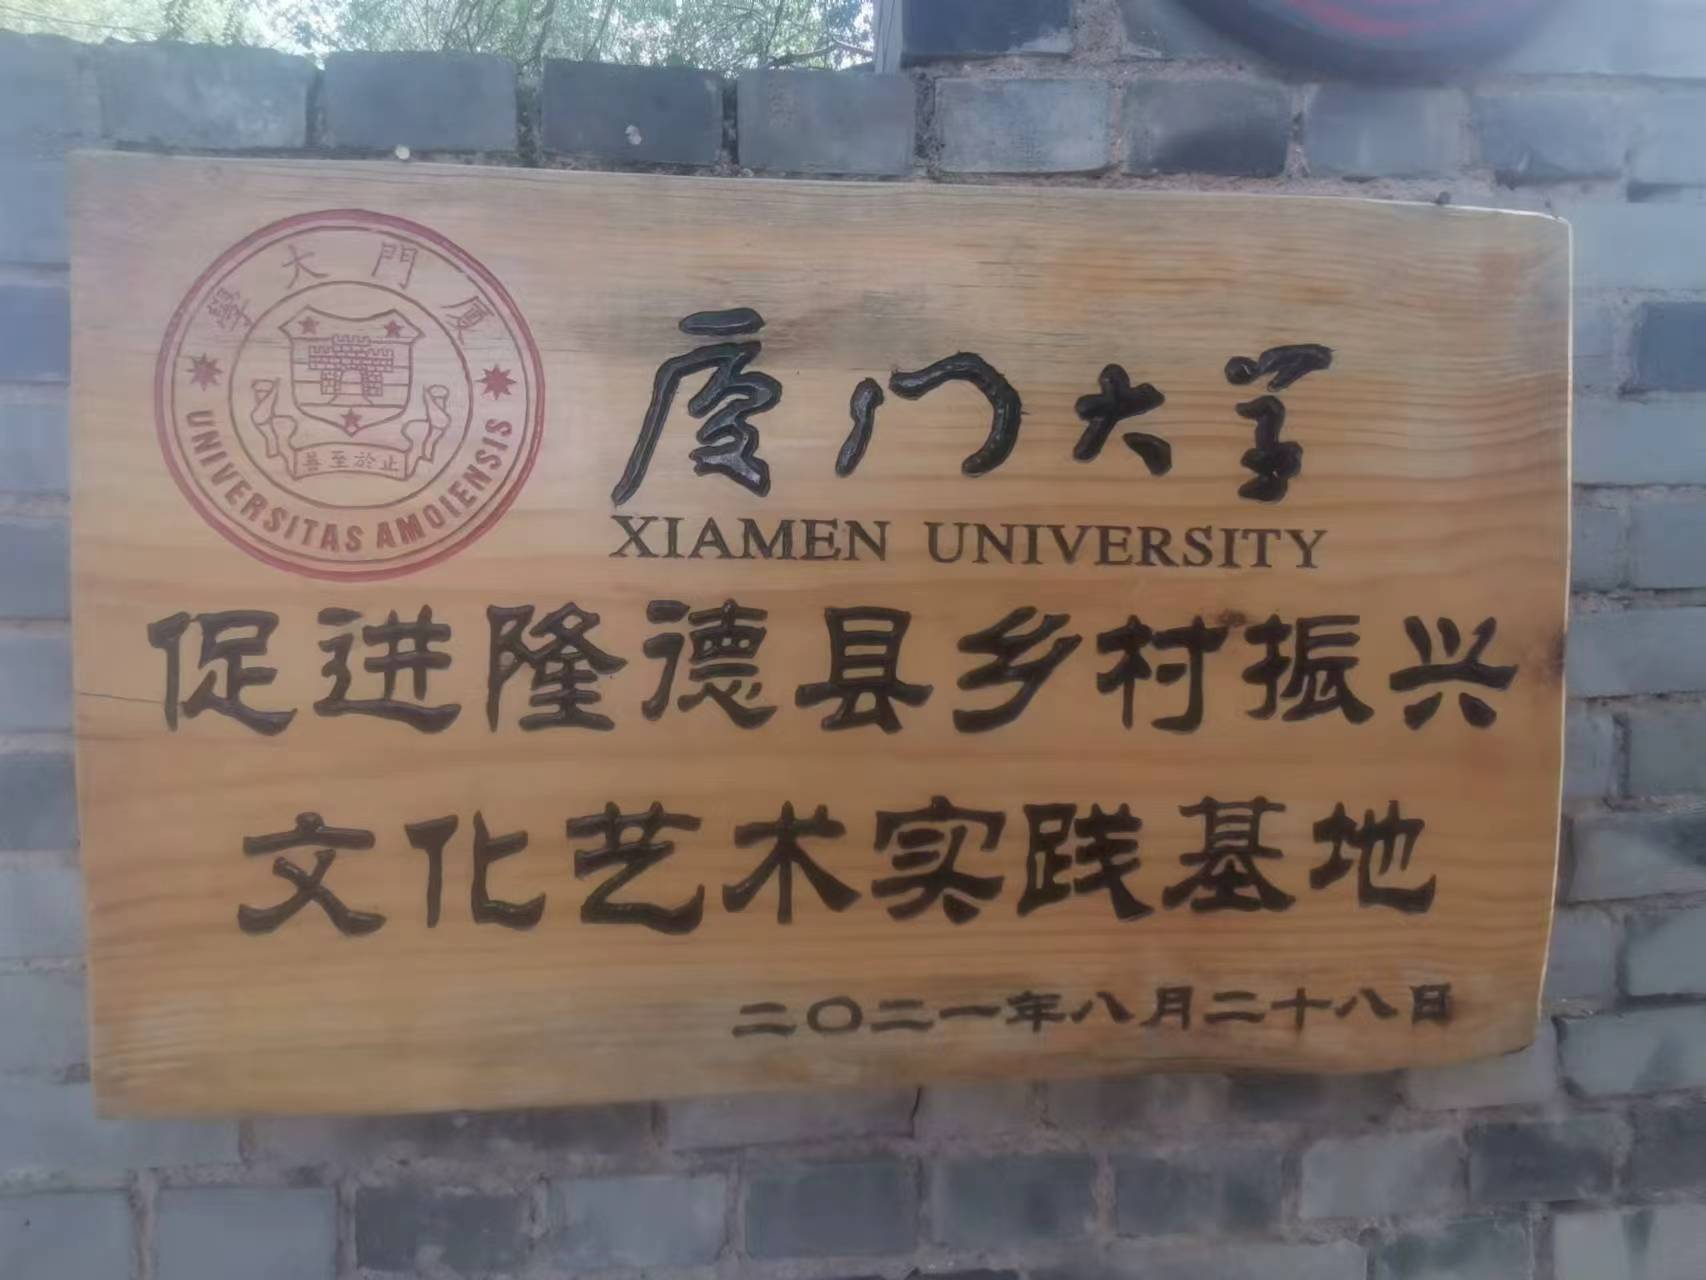 廈門大學
UNIVERSITAS AMOIENSIS
止於至善
厦门大学
XIAMEN UNIVERSITY
促进隆德县乡村振兴
文化艺术实践基地
二〇二一年八月二十八日